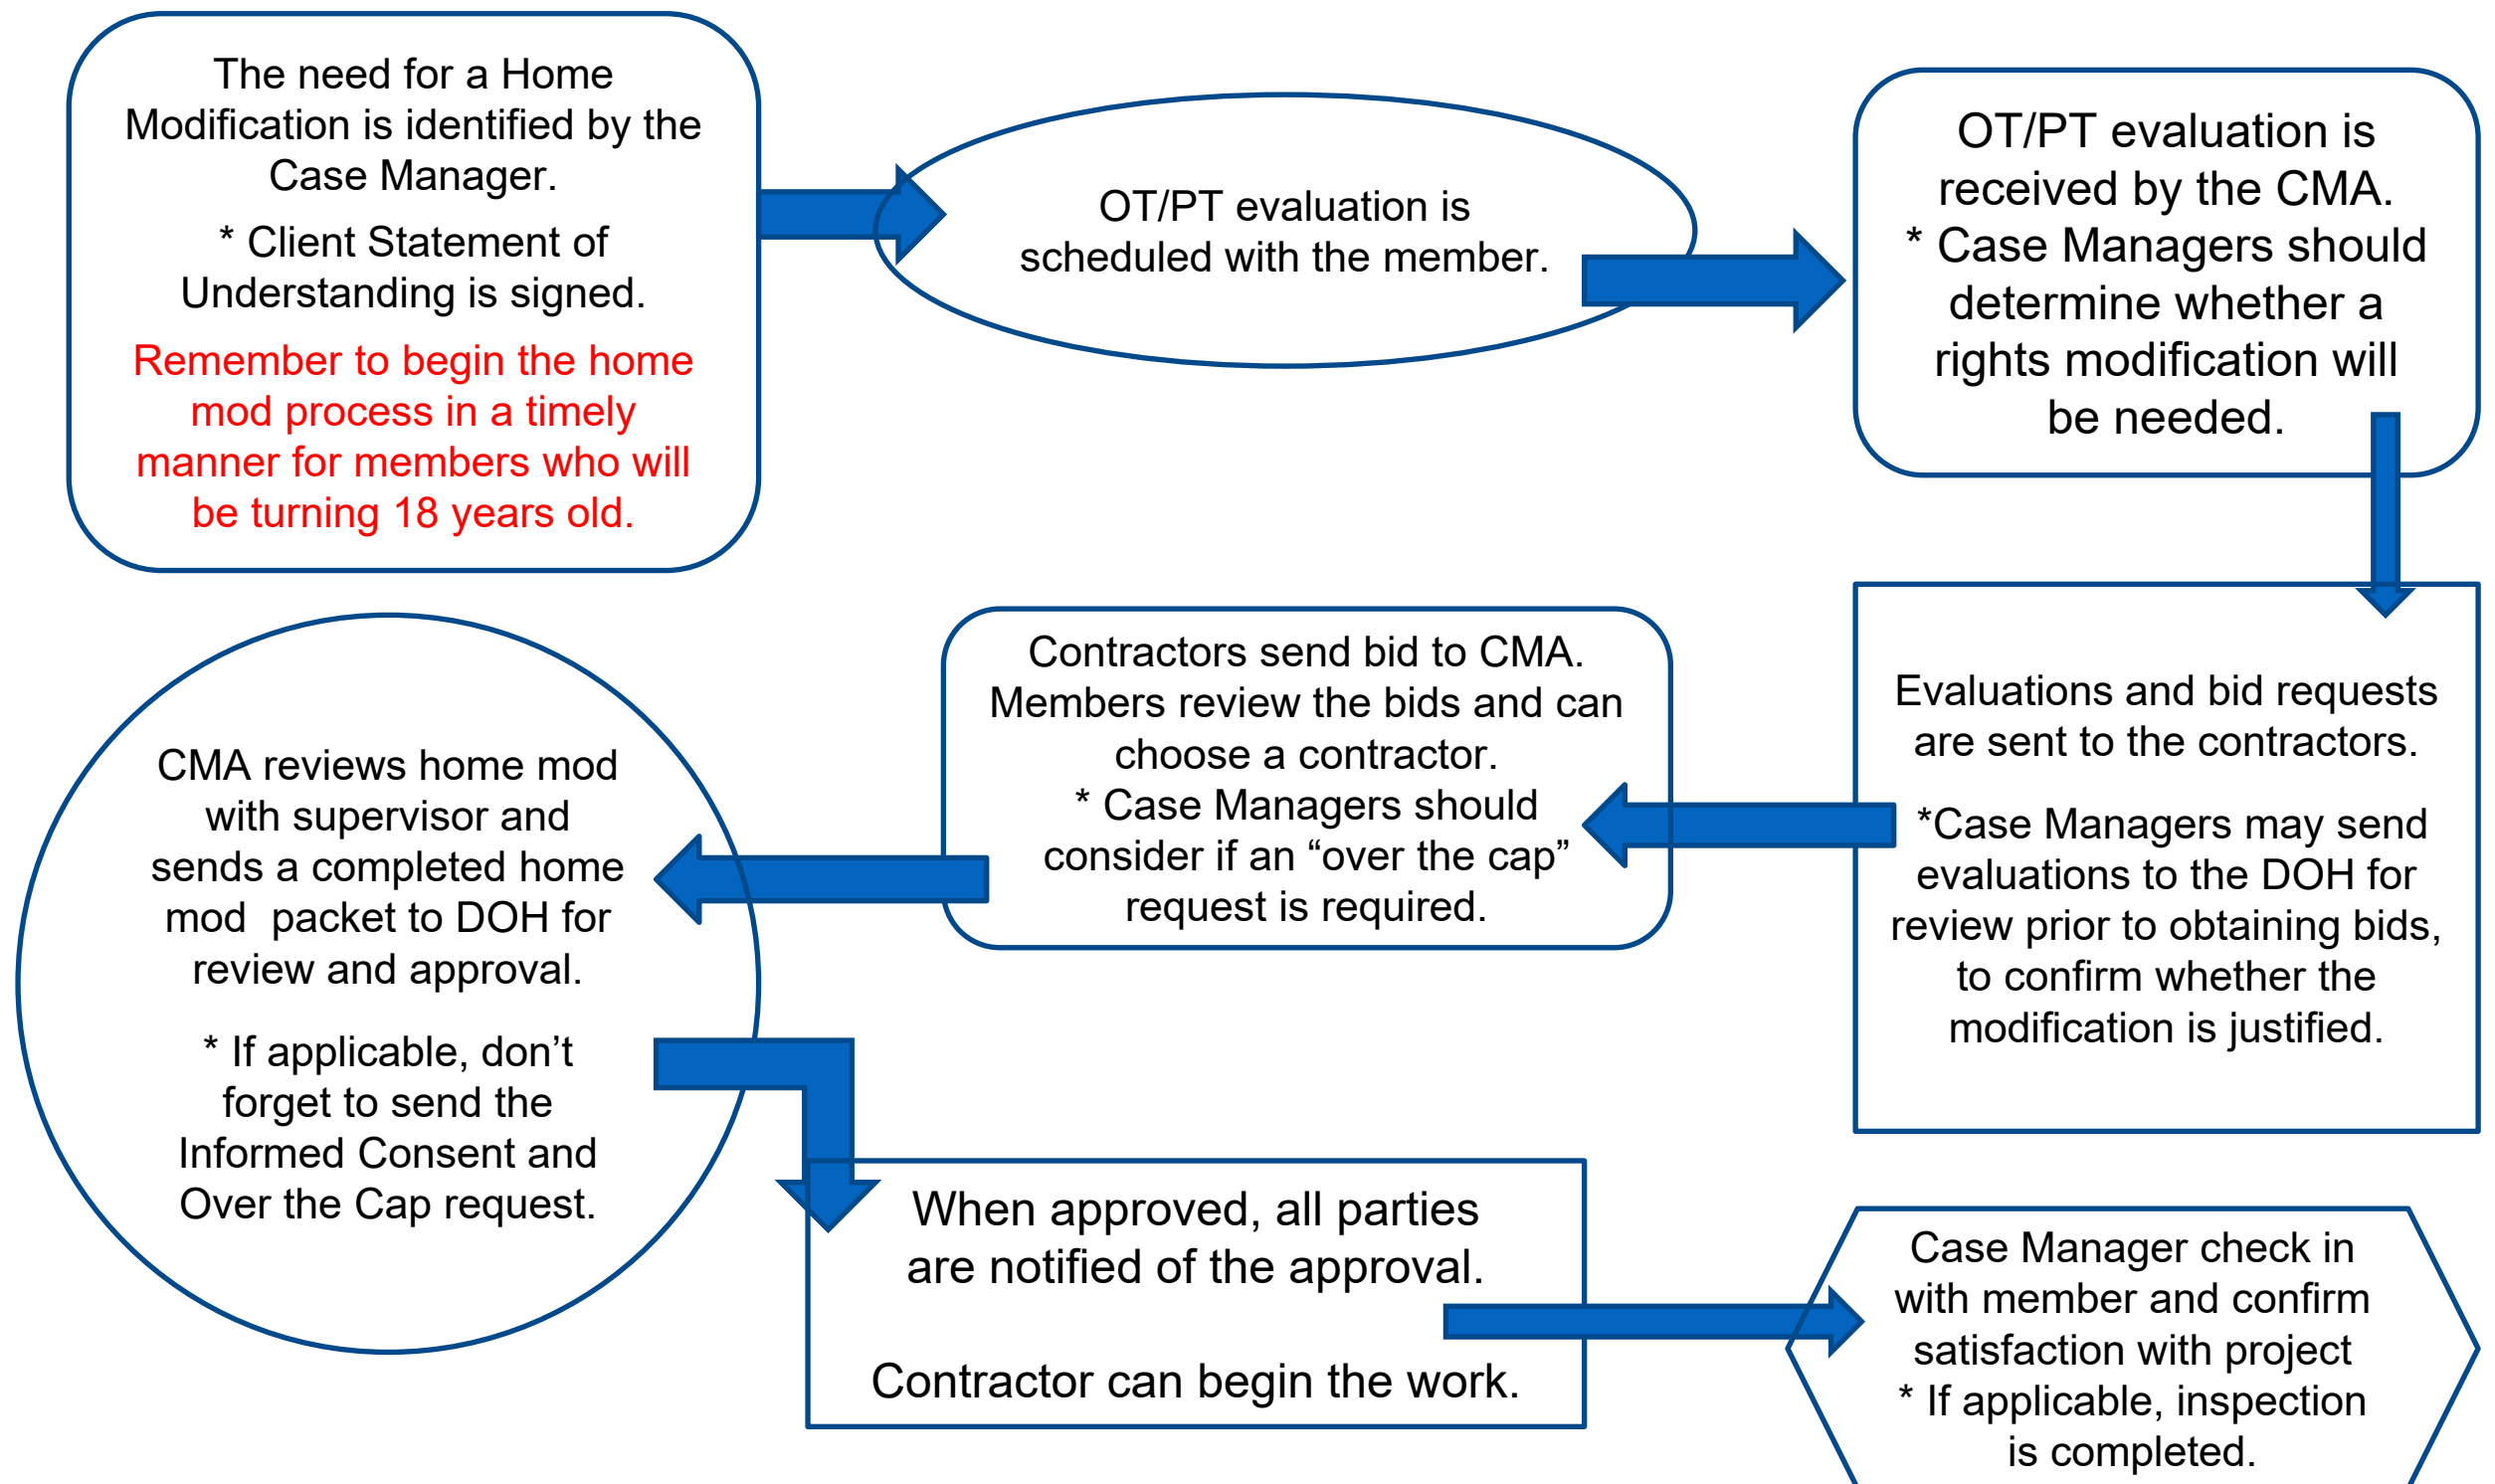 The need for a Home
Modification is identified by the
Case Manager.
* Client Statement of
Understanding is signed.
Remember to begin the home
mod process in a timely
manner for members who will
be turning 18 years old.
OT/PT evaluation is
scheduled with the member.
OT/PT evaluation is
received by the CMA.
* Case Managers should
determine whether a
rights modification will
be needed.
Evaluations and bid requests
are sent to the contractors.
*Case Managers may send
evaluations to the DOH for
review prior to obtaining bids,
to confirm whether the
modification is justified.
Contractors send bid to CMA.
Members review the bids and can
choose a contractor.
* Case Managers should
consider if an “over the cap”
request is required.
CMA reviews home mod
with supervisor and
sends a completed home
mod  packet to DOH for
review and approval.
* If applicable, don’t
forget to send the
Informed Consent and
Over the Cap request.
When approved, all parties
are notified of the approval.
Contractor can begin the work.
Case Manager check in
with member and confirm
satisfaction with project
* If applicable, inspection
is completed.